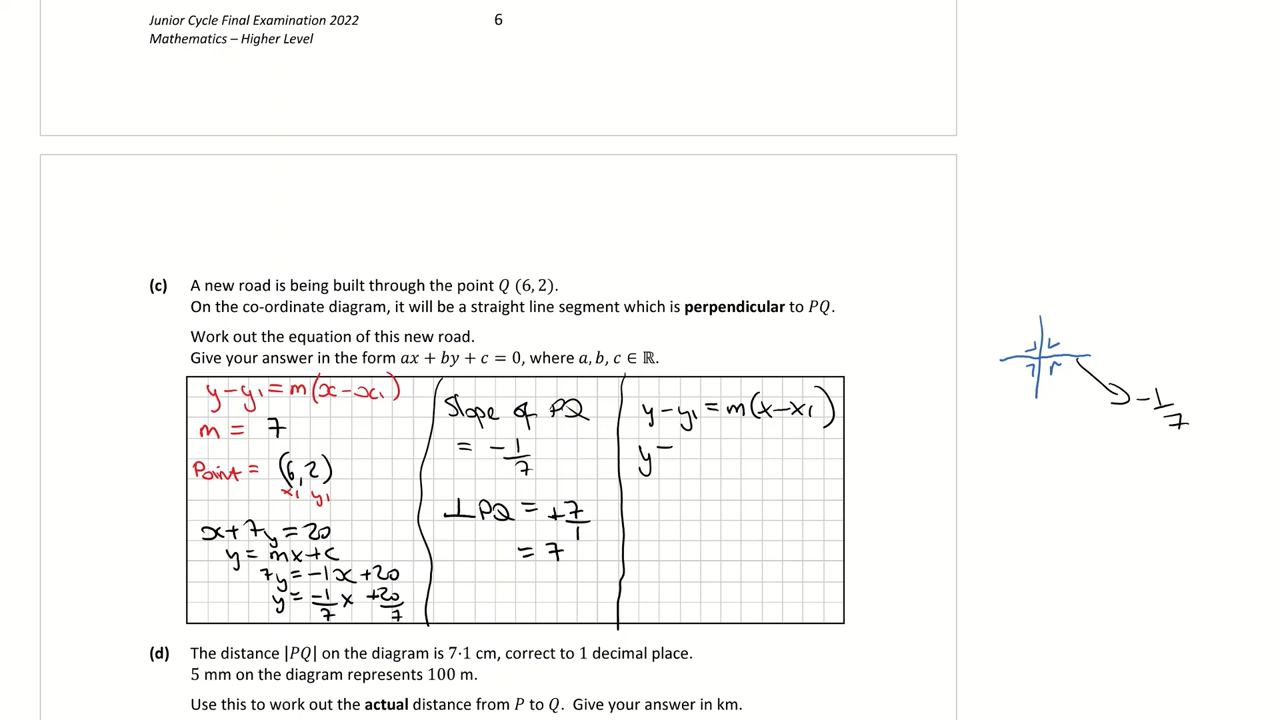 Junior Cycle Final Examination 2022
6
Mathematics – Higher Level
(c) A new road is being built through the point Q (6, 2).
On the co-ordinate diagram, it will be a straight line segment which is perpendicular to PQ.
Work out the equation of this new road.
Give your answer in the form ax + by + c = 0, where a, b, c ∈ ℝ.
y-y₁ = m(x-x₁)
m = 7
Point = (6,2)
x₁ y₁
x+7y = 20
y = mx+c
7y = -1x +20
y = -1/7 x +20/7
Slope of PQ
= -1/7
⊥PQ = +7/1
= 7
y-y₁ = m(x-x₁)
y-
-1/7
(d) The distance |PQ| on the diagram is 7·1 cm, correct to 1 decimal place.
5 mm on the diagram represents 100 m.
Use this to work out the actual distance from P to Q. Give your answer in km.